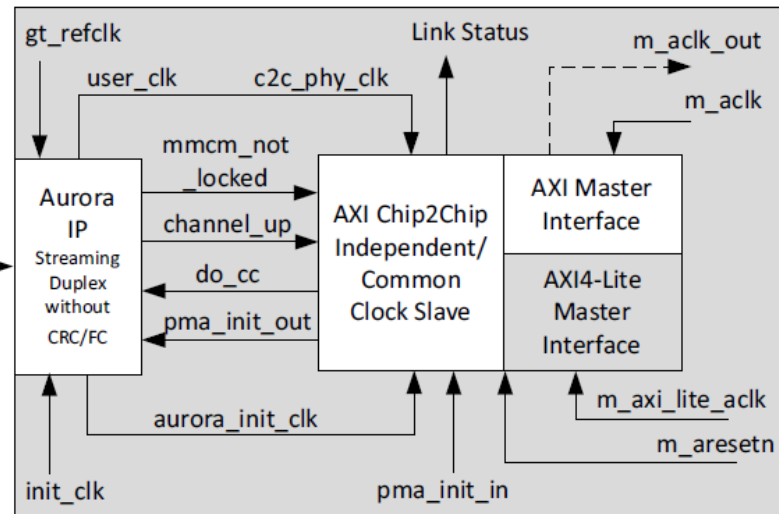 gt_refclk
Link Status
m_aclk_out
user_clk
c2c_phy_clk
m_aclk
mmcm_not
_locked
Aurora
IP
Streaming
Duplex
without
CRC/FC
channel_up
do_cc
pma_init_out
AXI Chip2Chip
Independent/
Common
Clock Slave
AXI Master
Interface
AXI4-Lite
Master
Interface
aurora_init_clk
m_axi_lite_aclk
m_aresetn
init_clk
pma_init_in